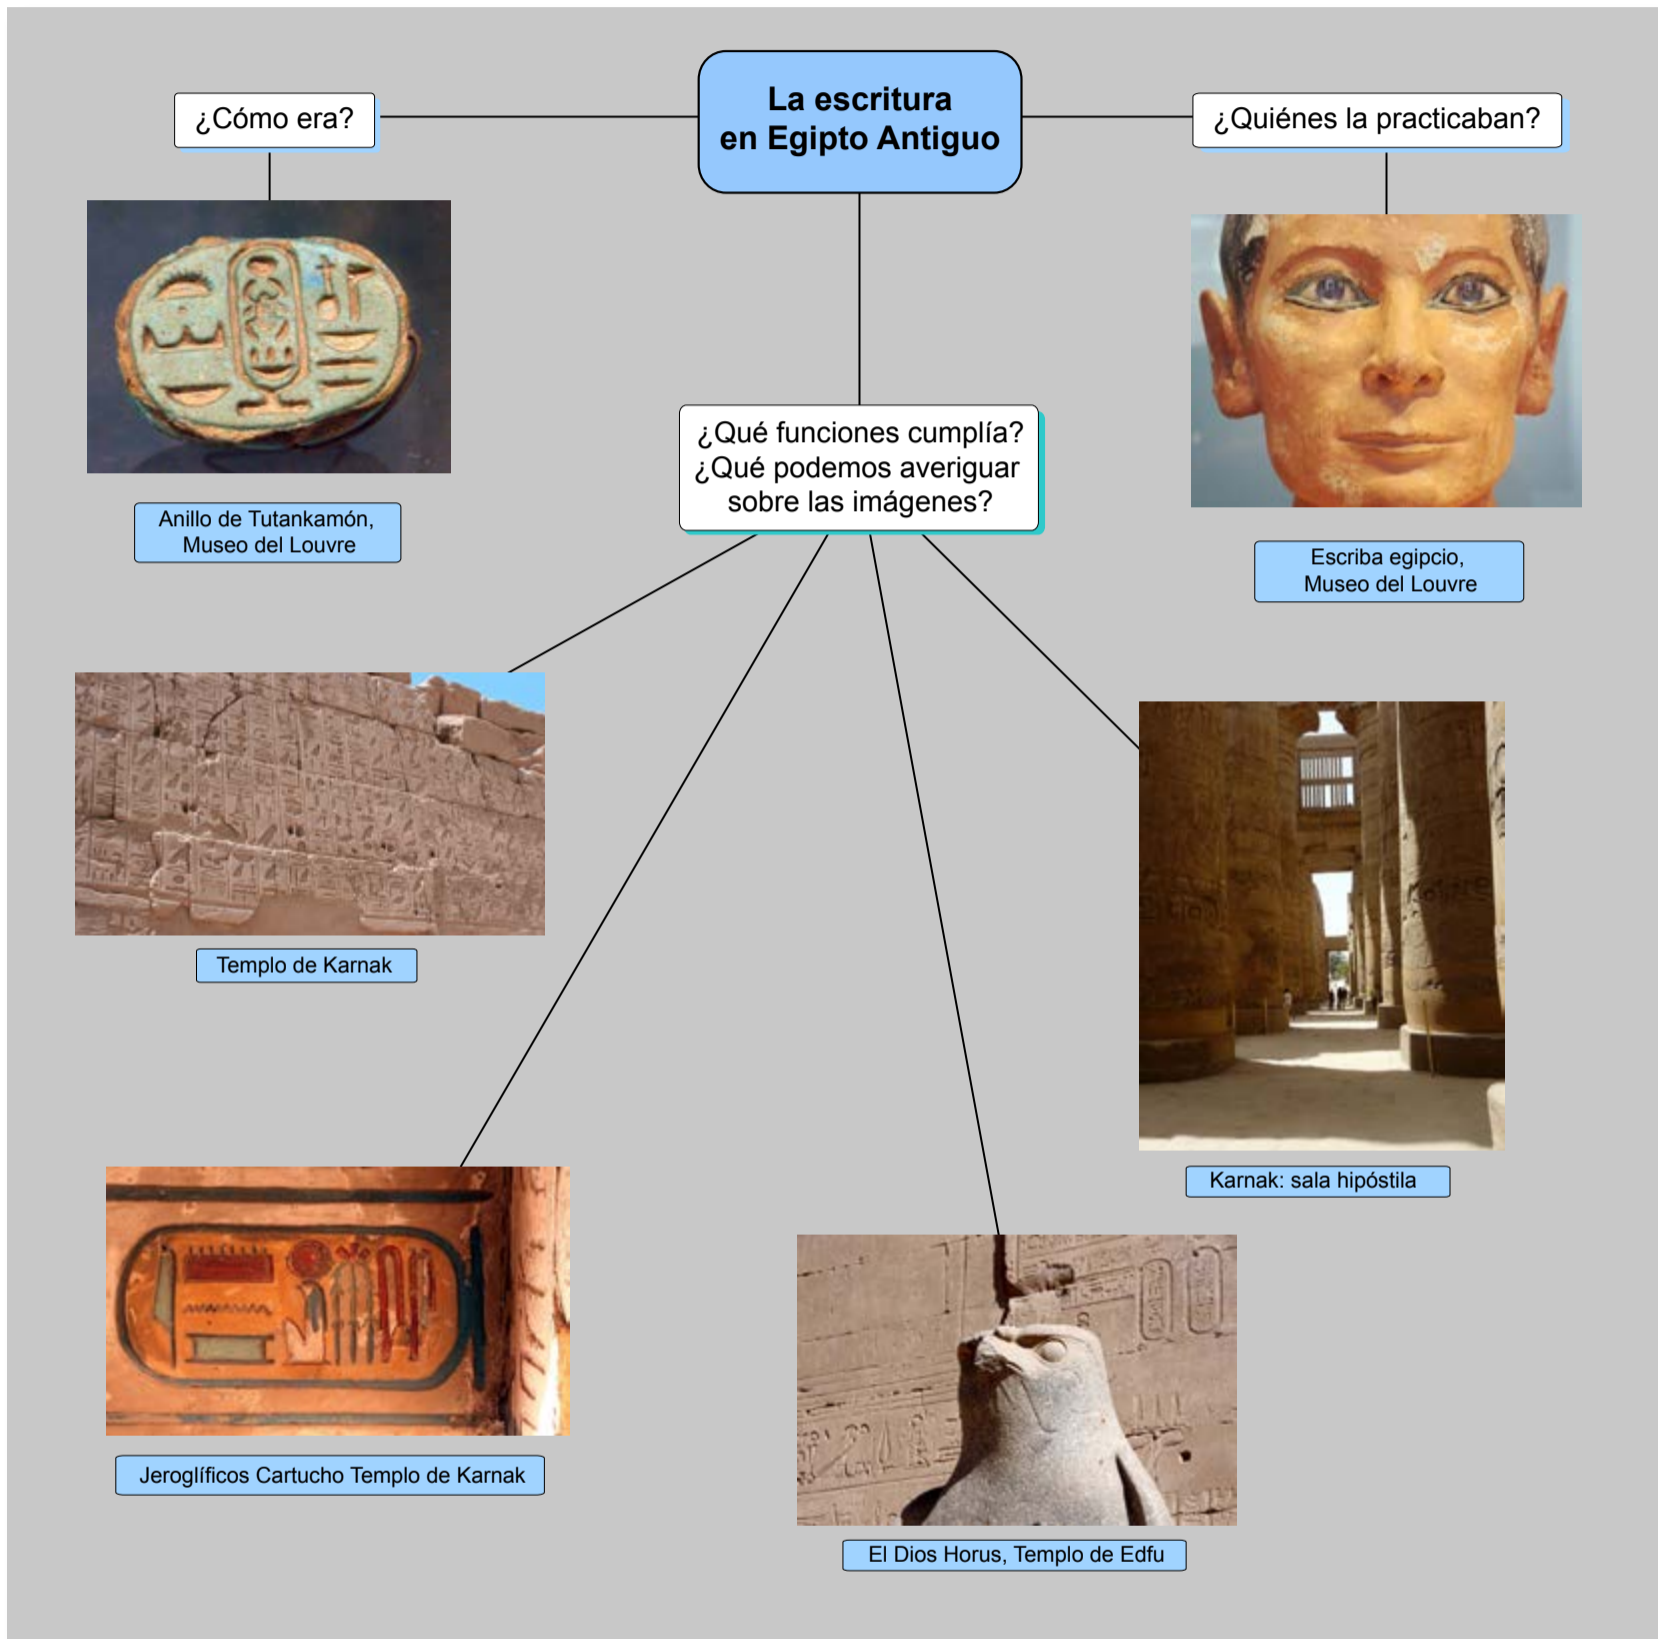 La escritura
en Egipto Antiguo
¿Cómo era?
¿Quiénes la practicaban?
Anillo de Tutankamón,
Museo del Louvre
¿Qué funciones cumplía?
¿Qué podemos averiguar
sobre las imágenes?
Escriba egipcio,
Museo del Louvre
Templo de Karnak
Karnak: sala hipóstila
Jeroglíficos Cartucho Templo de Karnak
El Dios Horus, Templo de Edfu